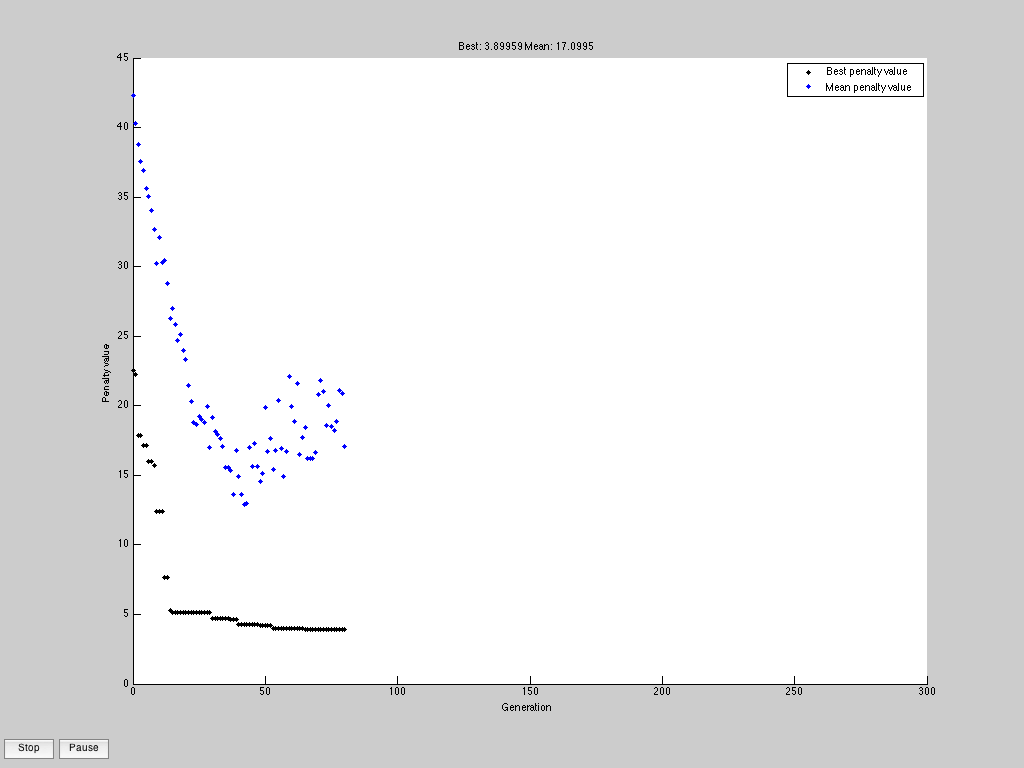 Best: 3.89959 Mean: 17.0995
45
Best penalty value
Mean penalty value
40
35
30
25
Penalty value
20
15
10
5
0
0 50 100 150 200 250 300
Generation
Stop Pause